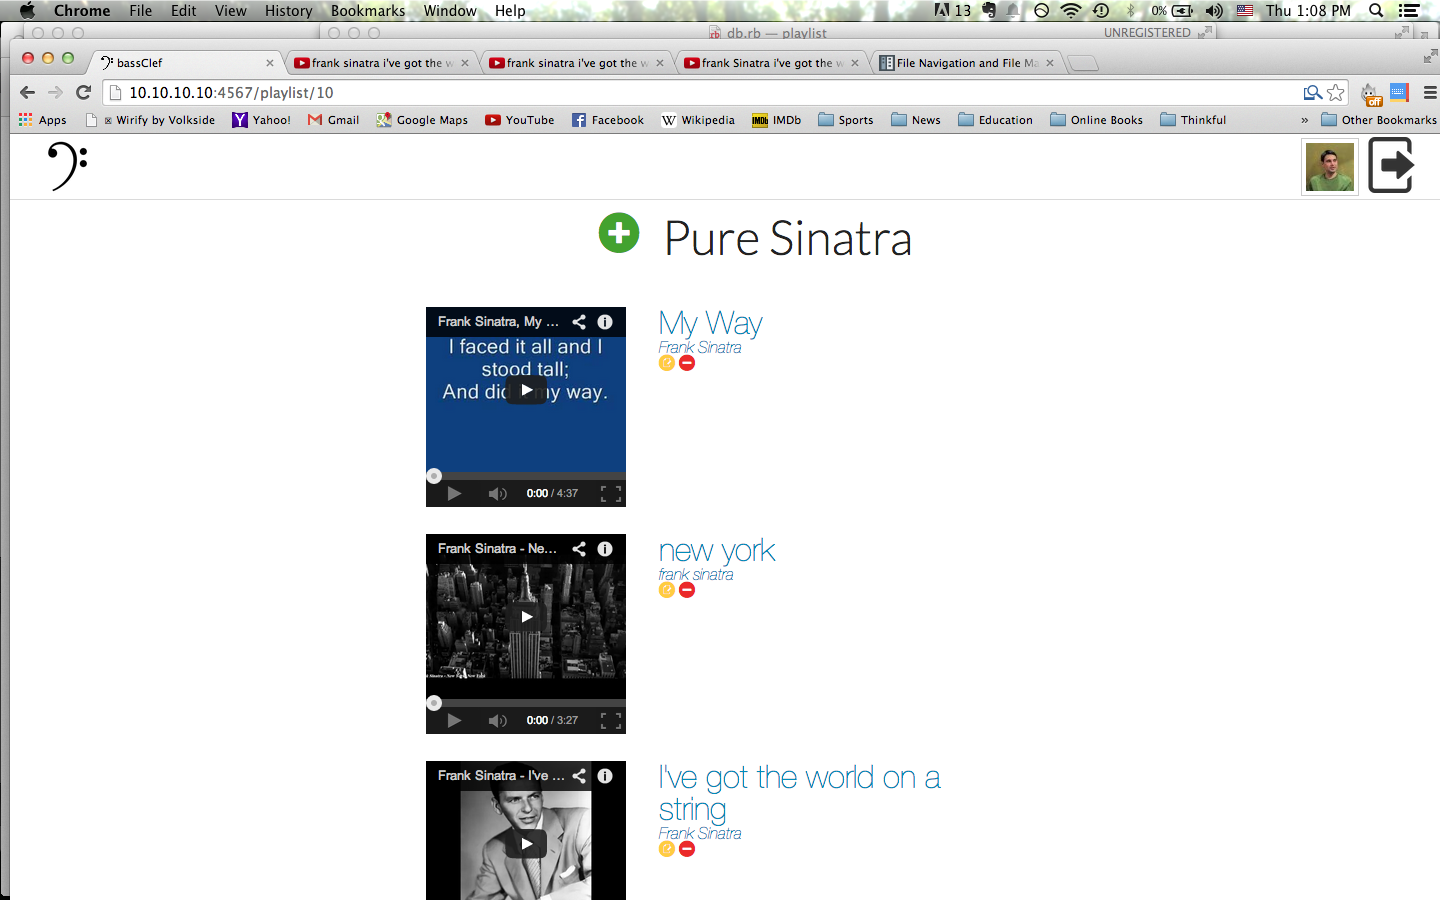 Chrome File Edit View History Bookmarks Window Help 13 0% Thu 1:08 PM
db.rb — playlist UNREGISTERED
bassClef frank sinatra i've got the w frank sinatra i've got the w frank Sinatra i've got the w File Navigation and File Ma
10.10.10.10:4567/playlist/10 off
Apps Wirify by Volkside Yahoo! Gmail Google Maps YouTube Facebook Wikipedia IMDb Sports News Education Online Books Thinkful » Other Bookmarks
Pure Sinatra
Frank Sinatra, My ...
I faced it all and I
stood tall;
And did my way.
0:00 / 4:37
My Way
Frank Sinatra
Frank Sinatra - Ne...
0:00 / 3:27
new york
frank sinatra
Frank Sinatra - I've ...
I've got the world on a
string
Frank Sinatra